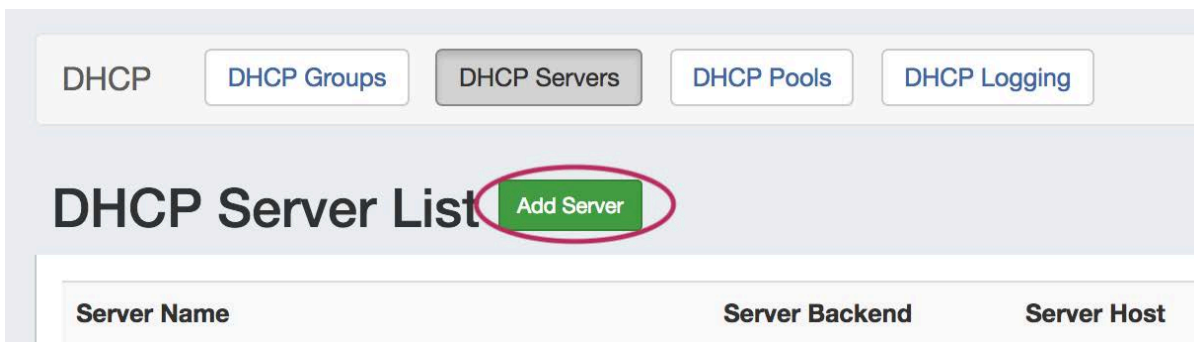 DHCP DHCP Groups DHCP Servers DHCP Pools DHCP Logging
DHCP Server List Add Server
Server Name Server Backend Server Host